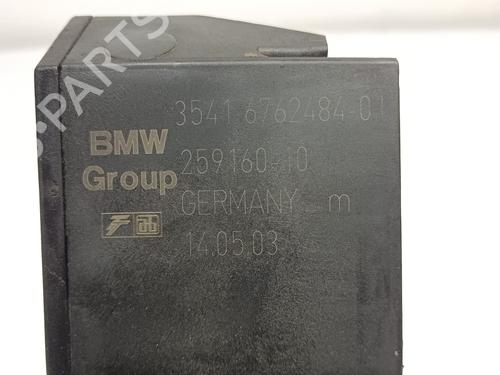 3541 6762484-01
BMW
Group
259160-10
GERMANY m
14.05.03
PARTS